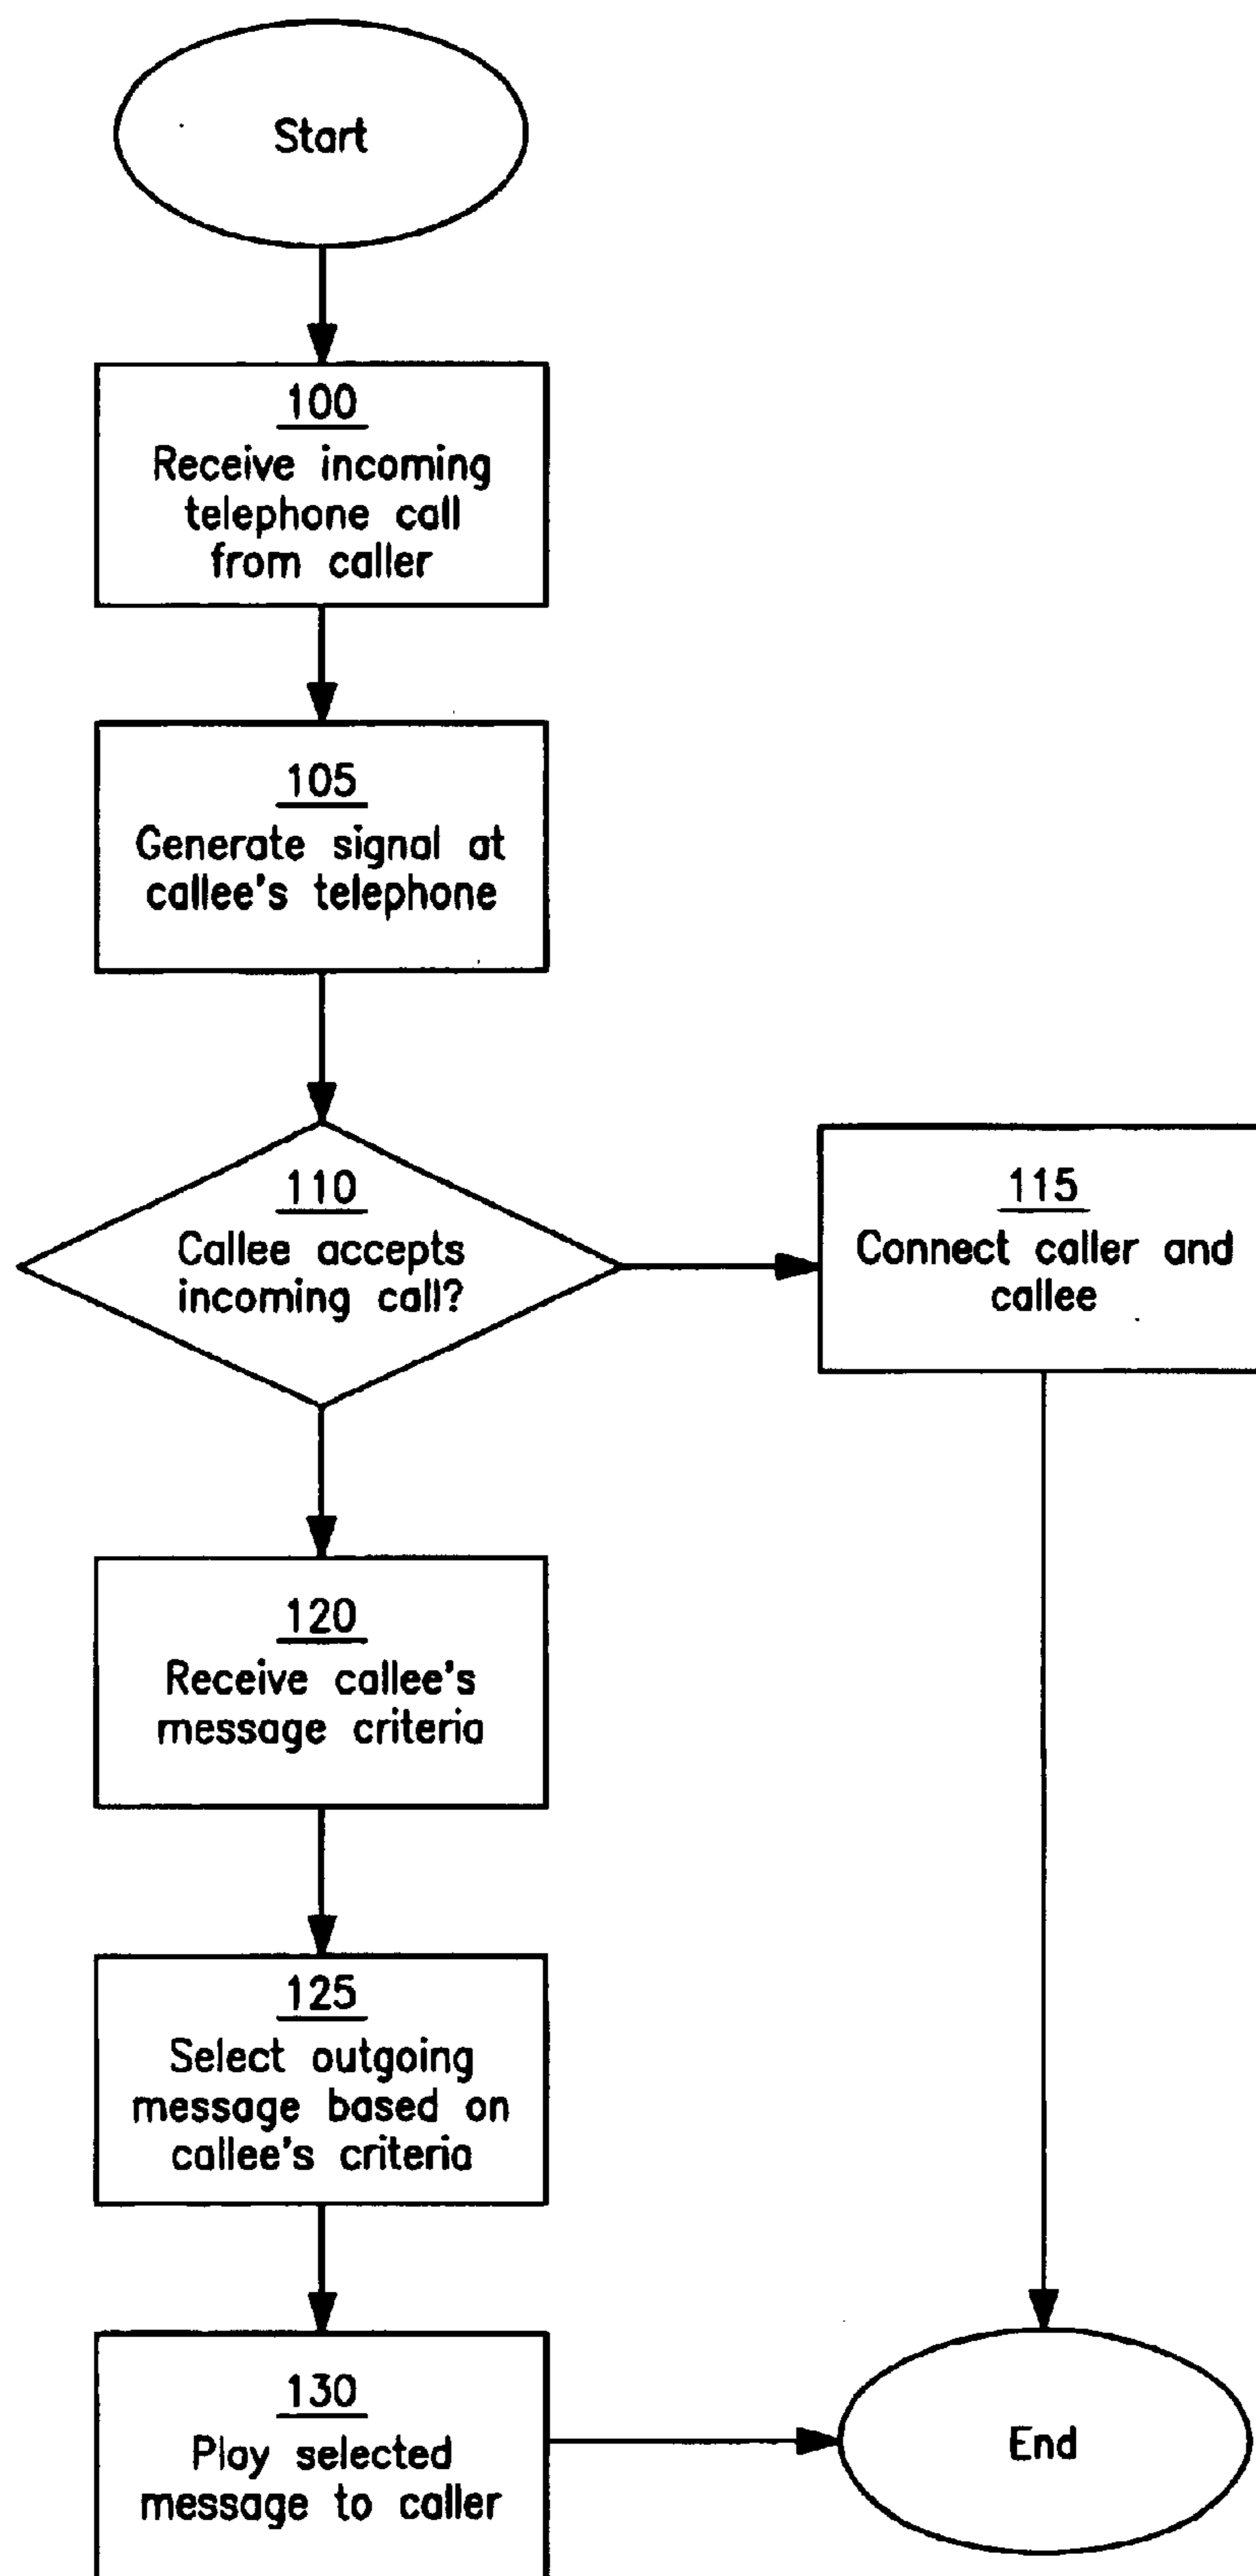 Start
100
Receive incoming
telephone call
from caller
105
Generate signal at
callee's telephone
110
Callee accepts
incoming call?
115
Connect caller and
callee
120
Receive callee's
message criteria
125
Select outgoing
message based on
callee's criteria
130
Play selected
message to caller
End